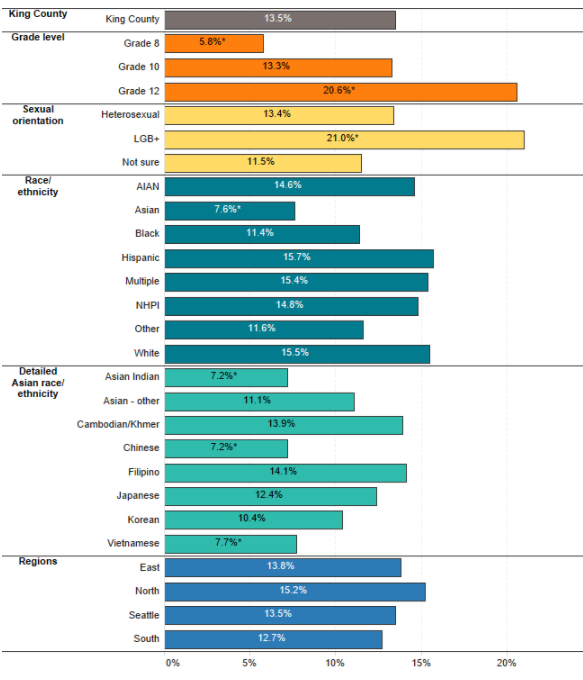 King County
King County 13.5%
Grade level
Grade 8 5.8%*
Grade 10 13.3%
Grade 12 20.6%*
Sexual
orientation
Heterosexual 13.4%
LGB+ 21.0%*
Not sure 11.5%
Race/
ethnicity
AIAN 14.6%
Asian 7.6%*
Black 11.4%
Hispanic 15.7%
Multiple 15.4%
NHPI 14.8%
Other 11.6%
White 15.5%
Detailed
Asian race/
ethnicity
Asian Indian 7.2%*
Asian - other 11.1%
Cambodian/Khmer 13.9%
Chinese 7.2%*
Filipino 14.1%
Japanese 12.4%
Korean 10.4%
Vietnamese 7.7%*
Regions
East 13.8%
North 15.2%
Seattle 13.5%
South 12.7%
0% 5% 10% 15% 20%